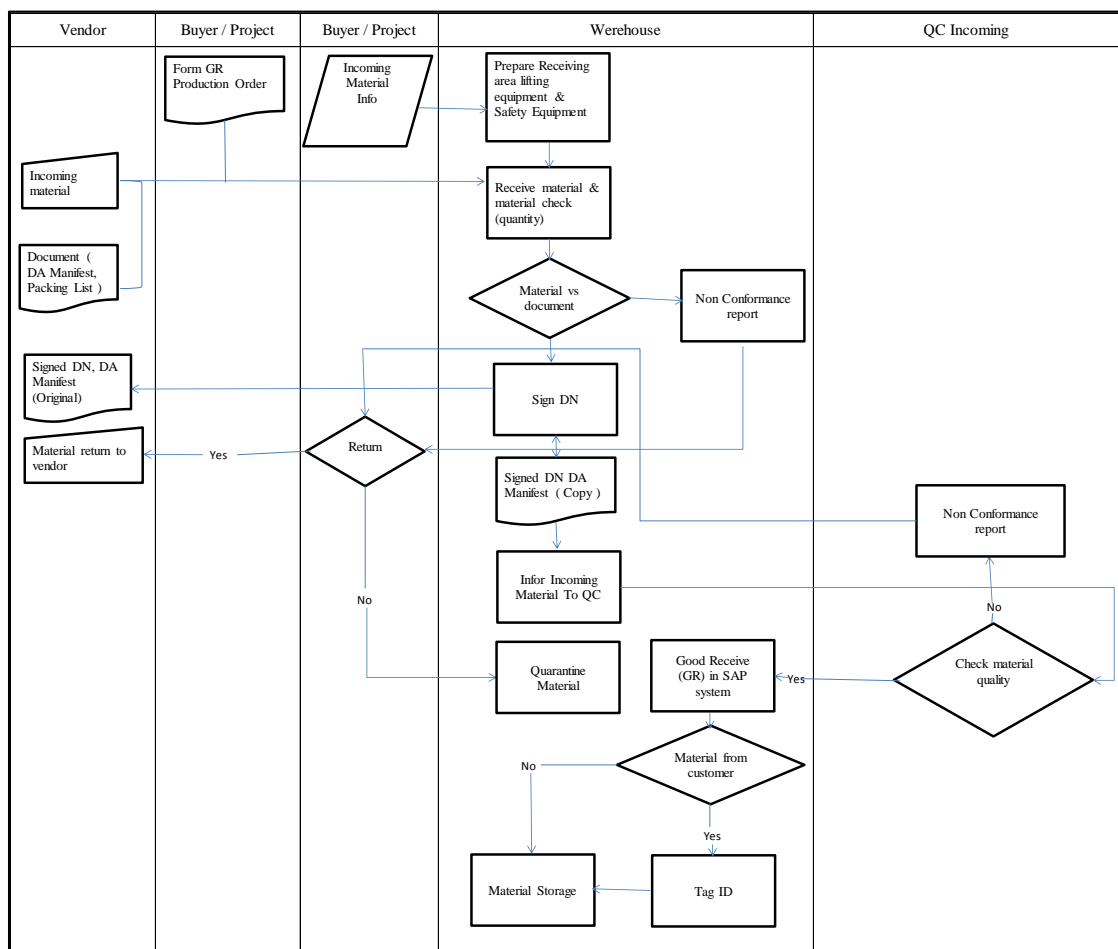 Vendor
Buyer / Project
Buyer / Project
Werehouse
QC Incoming
Form GR
Production Order
Incoming
Material
Info
Prepare Receiving
area lifting
equipment &
Safety Equipment
Incoming
material
Receive material &
material check
(quantity)
Document (
DA Manifest,
Packing List )
Material vs
document
Non Conformance
report
Signed DN, DA
Manifest
(Original)
Sign DN
Material return to
vendor
Yes
Return
Signed DN DA
Manifest ( Copy )
Non Conformance
report
Infor Incoming
Material To QC
No
No
Quarantine
Material
Good Receive
(GR) in SAP
system
Yes
Check material
quality
Material from
customer
No
Yes
Material Storage
Tag ID